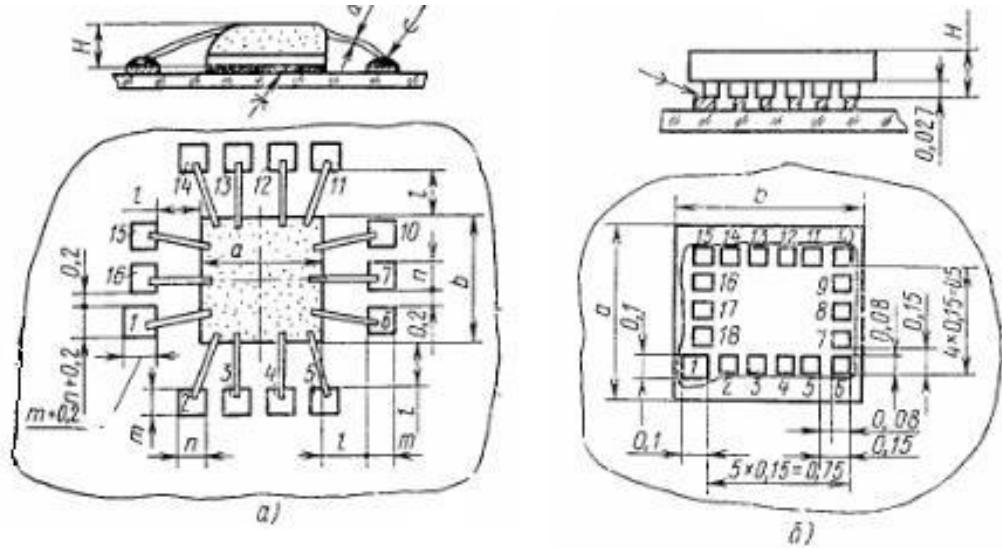 H
d
14 13 12 11
l
l
15
10
a
0,2
16
7
n
b
1
6
0,2
n+0,2
3 4 5
2
l
m+0,2
m
n
l
m
а)
H
0,027
b
15 14 13 12 11 10
16
9
a
17
8
0,1
18
7
0,08
0,15
4×0,15=0,5
1
2 3 4 5 6
0,08
0,1
0,15
5×0,15=0,75
б)